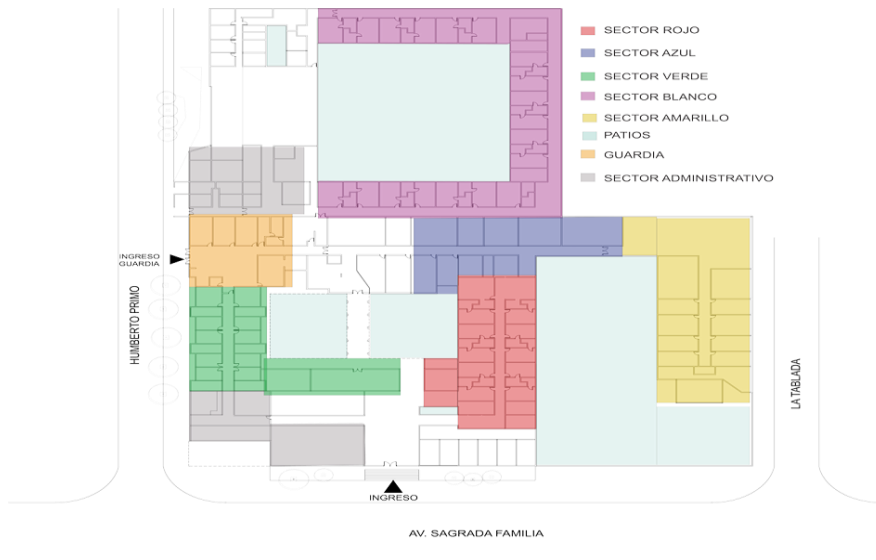 SECTOR ROJO
SECTOR AZUL
SECTOR VERDE
SECTOR BLANCO
SECTOR AMARILLO
PATIOS
GUARDIA
SECTOR ADMINISTRATIVO
INGRESO
GUARDIA
HUMBERTO PRIMO
LA TABLADA
INGRESO
AV. SAGRADA FAMILIA